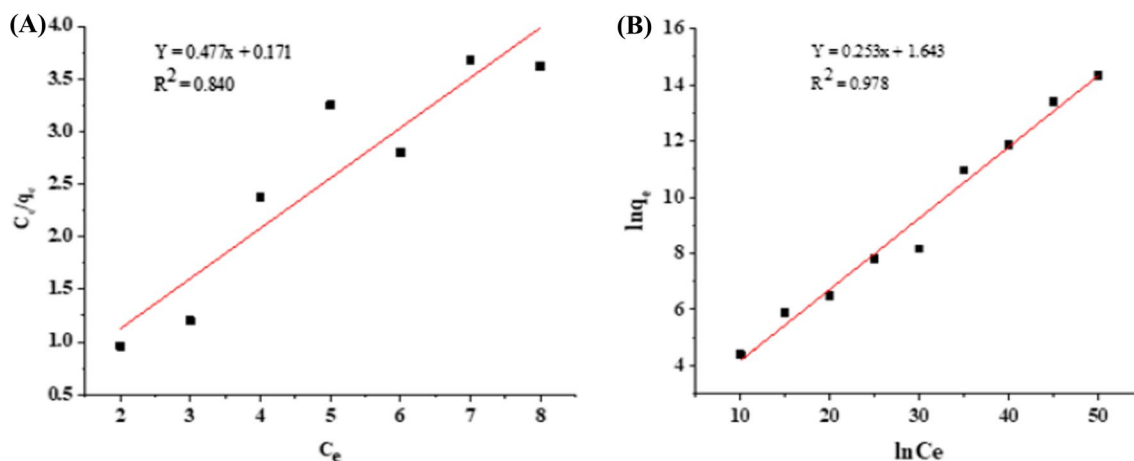 (A)
Y = 0.477x + 0.171
R² = 0.840
4.0
3.5
3.0
2.5
2.0
1.5
1.0
0.5
Cₑ/qₑ
2 3 4 5 6 7 8
Cₑ
(B)
Y = 0.253x + 1.643
R² = 0.978
16
14
12
10
8
6
4
lnqₑ
10 20 30 40 50
lnCe